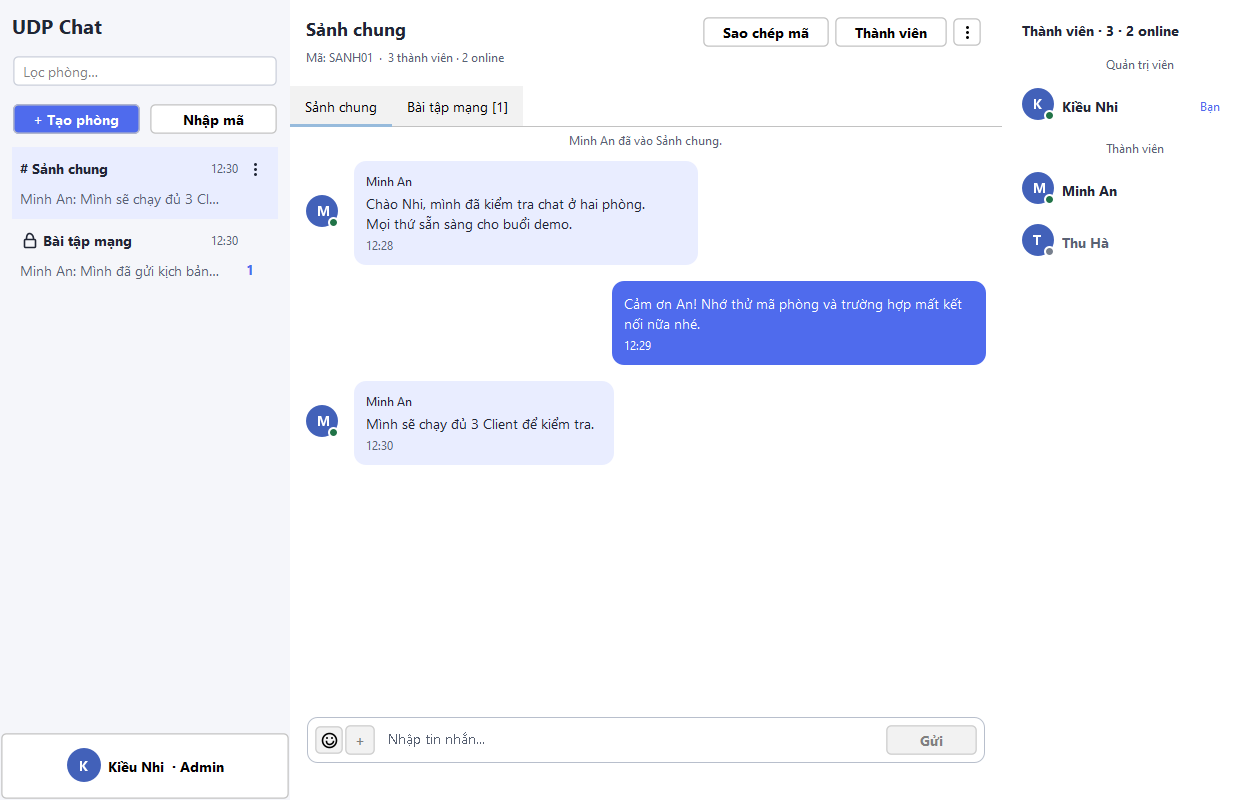 UDP Chat
Lọc phòng...
+ Tạo phòng
Nhập mã
# Sảnh chung 12:30
Minh An: Mình sẽ chạy đủ 3 Cl...
Bài tập mạng 12:30
Minh An: Mình đã gửi kịch bản... 1
K Kiều Nhi · Admin
Sảnh chung
Mã: SANH01 · 3 thành viên · 2 online
Sao chép mã
Thành viên
Sảnh chung
Bài tập mạng [1]
Minh An đã vào Sảnh chung.
M
Minh An
Chào Nhi, mình đã kiểm tra chat ở hai phòng.
Mọi thứ sẵn sàng cho buổi demo.
12:28
Cảm ơn An! Nhớ thử mã phòng và trường hợp mất kết
nối nữa nhé.
12:29
M
Minh An
Mình sẽ chạy đủ 3 Client để kiểm tra.
12:30
+
Nhập tin nhắn...
Gửi
Thành viên · 3 · 2 online
Quản trị viên
K Kiều Nhi Bạn
Thành viên
M Minh An
T Thu Hà